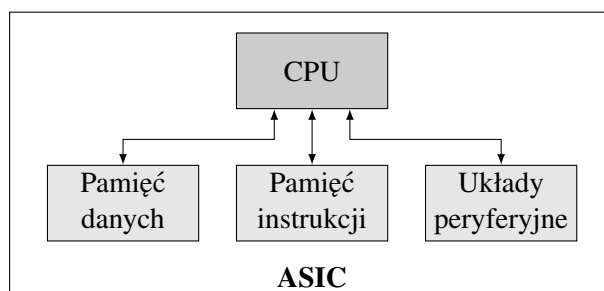 CPU
Pamięć
danych
Pamięć
instrukcji
Układy
peryferyjne
ASIC